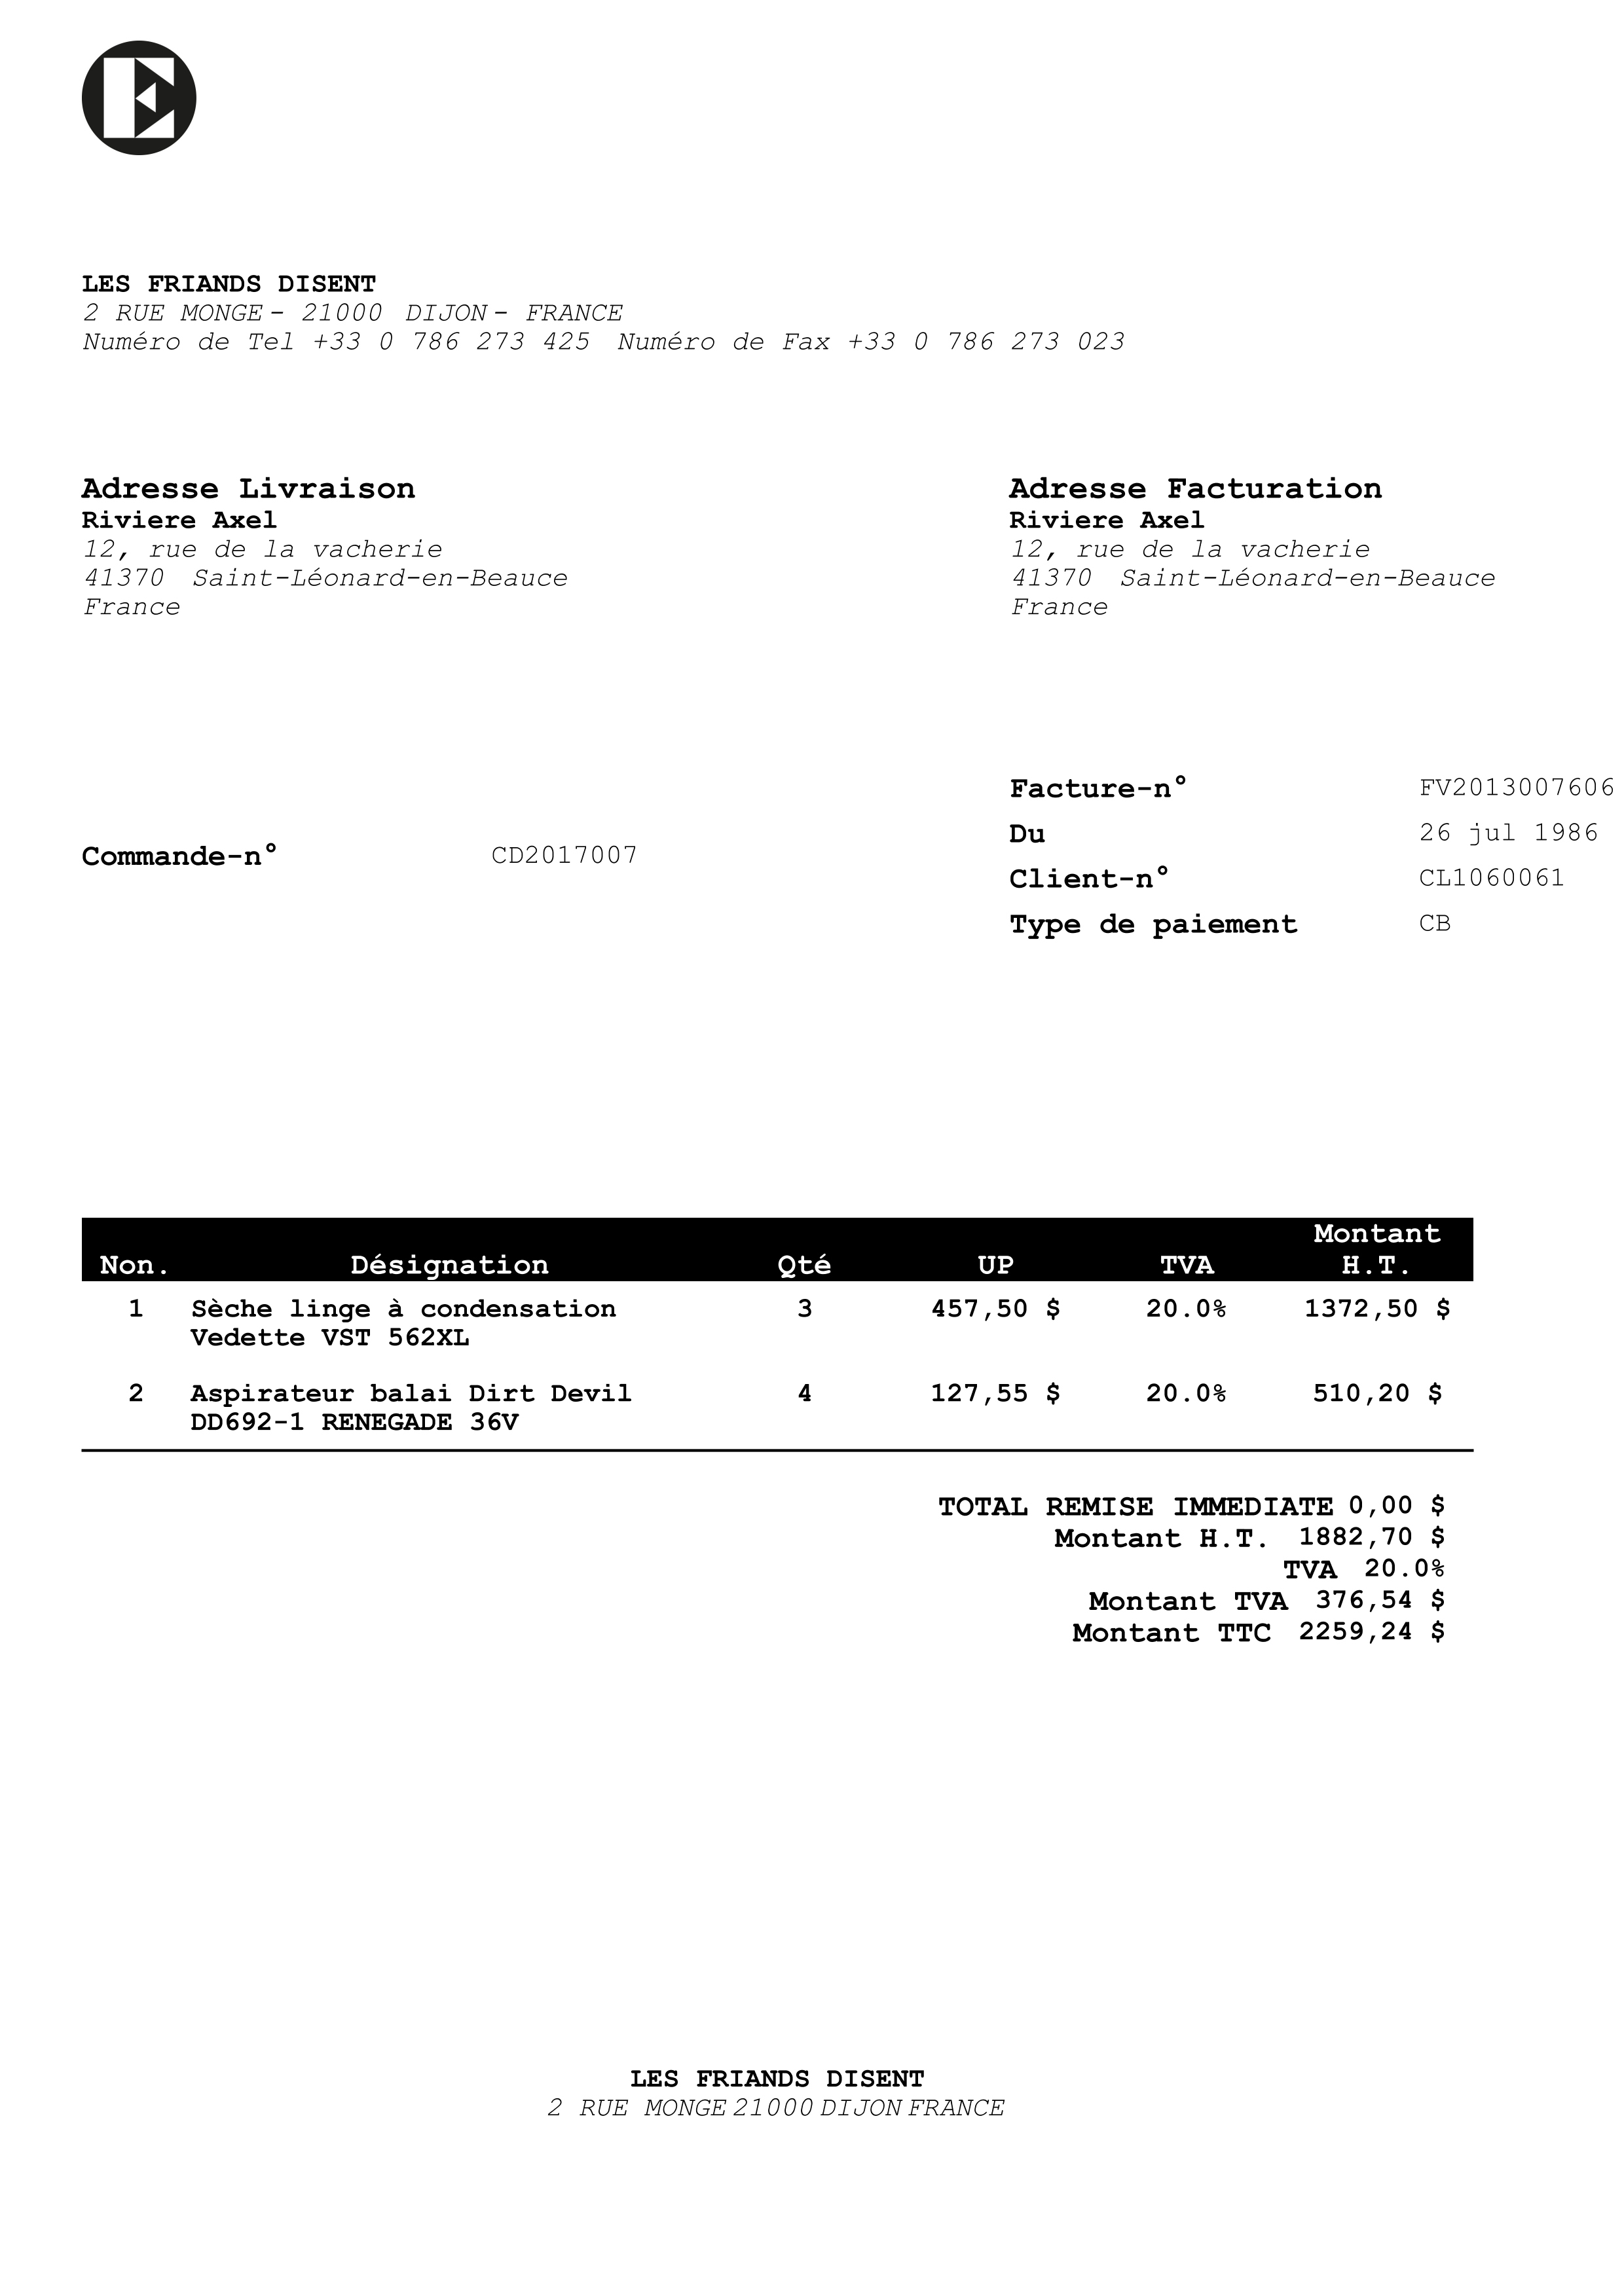 E
LES FRIANDS DISENT
2 RUE MONGE - 21000 DIJON - FRANCE
Numéro de Tel +33 0 786 273 425 Numéro de Fax +33 0 786 273 023
Adresse Livraison
Riviere Axel
12, rue de la vacherie
41370 Saint-Léonard-en-Beauce
France
Adresse Facturation
Riviere Axel
12, rue de la vacherie
41370 Saint-Léonard-en-Beauce
France
Commande-n° CD2017007
Facture-n° FV2013007606
Du 26 jul 1986
Client-n° CL1060061
Type de paiement CB
Non. Désignation Qté UP TVA Montant H.T.
1 Sèche linge à condensation 3 457,50 $ 20.0% 1372,50 $
Vedette VST 562XL
2 Aspirateur balai Dirt Devil 4 127,55 $ 20.0% 510,20 $
DD692-1 RENEGADE 36V
TOTAL REMISE IMMEDIATE 0,00 $
Montant H.T. 1882,70 $
TVA 20.0%
Montant TVA 376,54 $
Montant TTC 2259,24 $
LES FRIANDS DISENT
2 RUE MONGE 21000 DIJON FRANCE